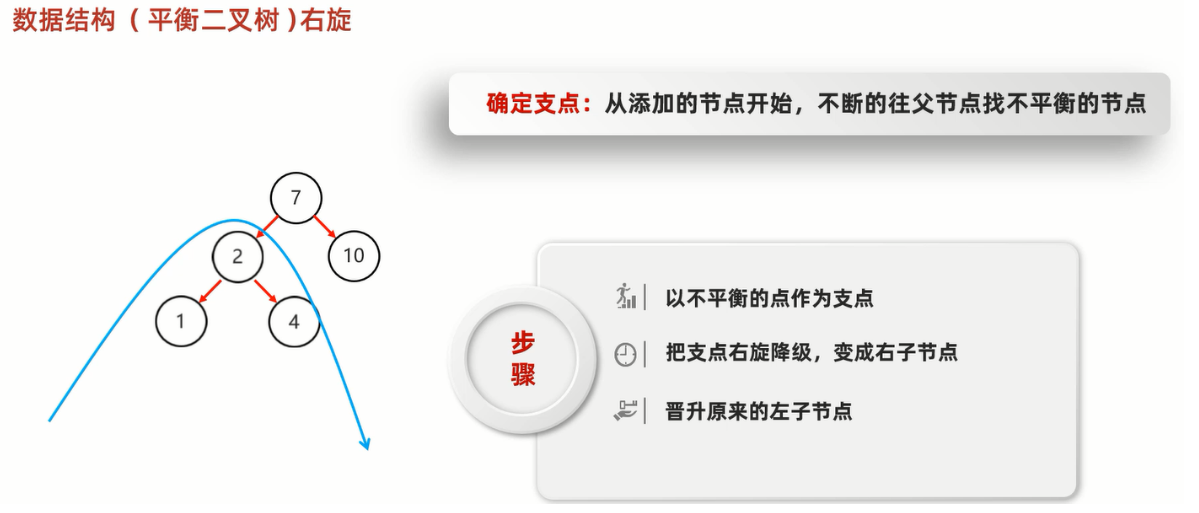 数据结构（平衡二叉树）右旋
确定支点：从添加的节点开始，不断的往父节点找不平衡的节点
7
2
10
1
4
步
骤
以不平衡的点作为支点
把支点右旋降级，变成右子节点
晋升原来的左子节点